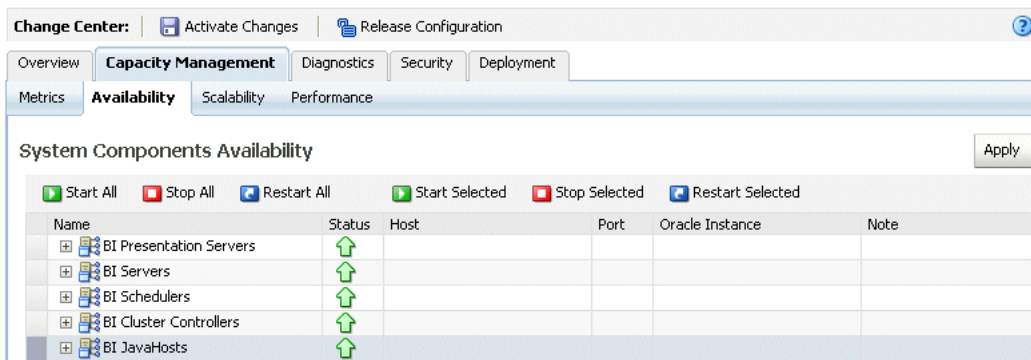 Change Center: Activate Changes Release Configuration ?
Overview Capacity Management Diagnostics Security Deployment
Metrics Availability Scalability Performance
System Components Availability Apply
Start All Stop All Restart All Start Selected Stop Selected Restart Selected
Name Status Host Port Oracle Instance Note
BI Presentation Servers
BI Servers
BI Schedulers
BI Cluster Controllers
BI JavaHosts